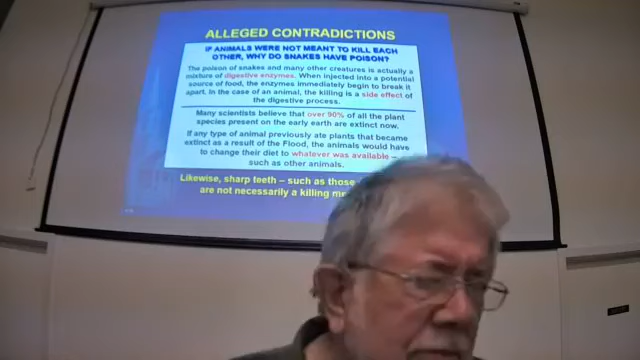 ALLEGED CONTRADICTIONS
IF ANIMALS WERE NOT MEANT TO KILL EACH
OTHER, WHY DO SNAKES HAVE POISON?
The poison of snakes and many other creatures is actually a
mixture of digestive enzymes. When injected into a potential
source of food, the enzymes immediately begin to break it
apart. In the case of an animal, the killing is a side effect of
the digestive process.
Many scientists believe that over 90% of all the plant
species present on the early earth are extinct now.
If any type of animal previously ate plants that became
extinct as a result of the Flood, the animals would have
to change their diet to whatever was available –
such as other animals.
Likewise, sharp teeth – such as those
are not necessarily a killing